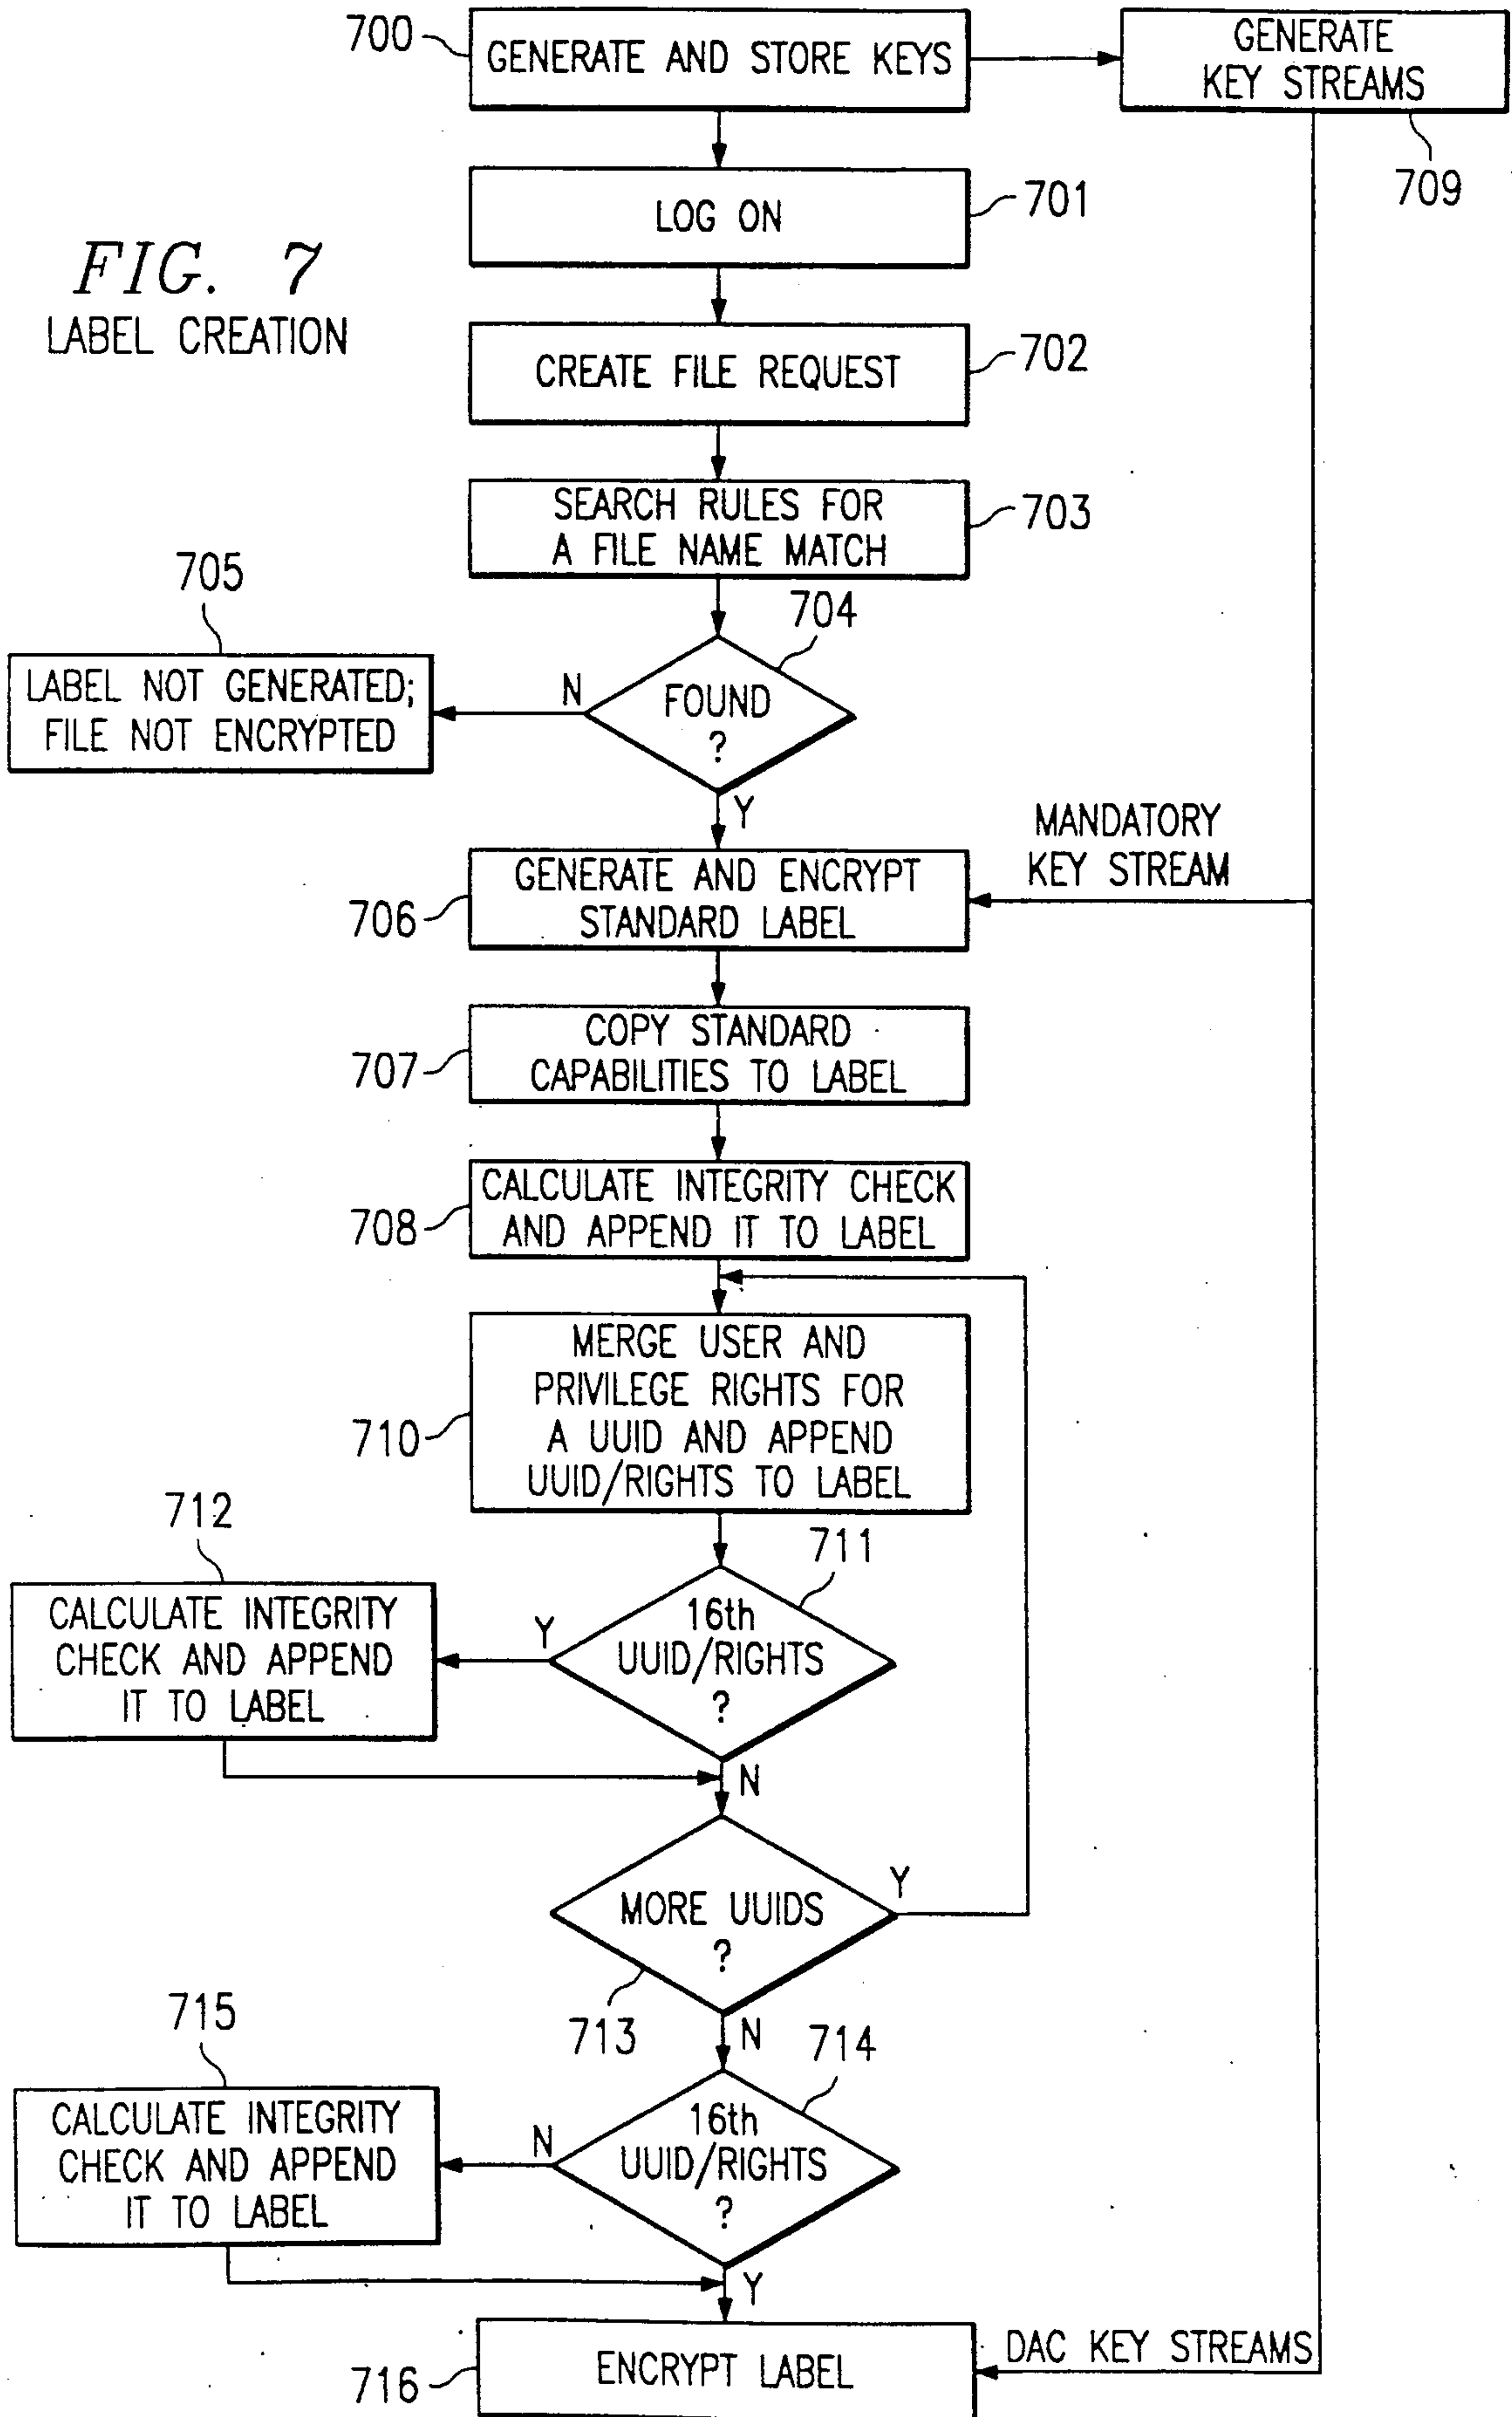 700
GENERATE AND STORE KEYS
GENERATE
KEY STREAMS
709
LOG ON
701
FIG. 7
LABEL CREATION
CREATE FILE REQUEST
702
SEARCH RULES FOR
A FILE NAME MATCH
703
704
705
LABEL NOT GENERATED;
FILE NOT ENCRYPTED
N
FOUND
?
Y
MANDATORY
KEY STREAM
706
GENERATE AND ENCRYPT
STANDARD LABEL
707
COPY STANDARD
CAPABILITIES TO LABEL
708
CALCULATE INTEGRITY CHECK
AND APPEND IT TO LABEL
710
MERGE USER AND
PRIVILEGE RIGHTS FOR
A UUID AND APPEND
UUID/RIGHTS TO LABEL
711
712
CALCULATE INTEGRITY
CHECK AND APPEND
IT TO LABEL
Y
16th
UUID/RIGHTS
?
N
MORE UUIDS
?
Y
713
N
714
715
CALCULATE INTEGRITY
CHECK AND APPEND
IT TO LABEL
N
16th
UUID/RIGHTS
?
Y
716
ENCRYPT LABEL
DAC KEY STREAMS